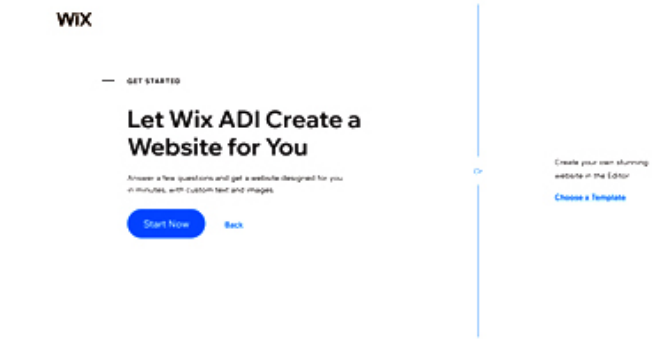 WiX
GET STARTED
Let Wix ADI Create a
Website for You
Answer a few questions and get a website designed for you
in minutes, with custom text and images.
Start Now
Back
Or
Create your own stunning
website in the Editor
Choose a Template